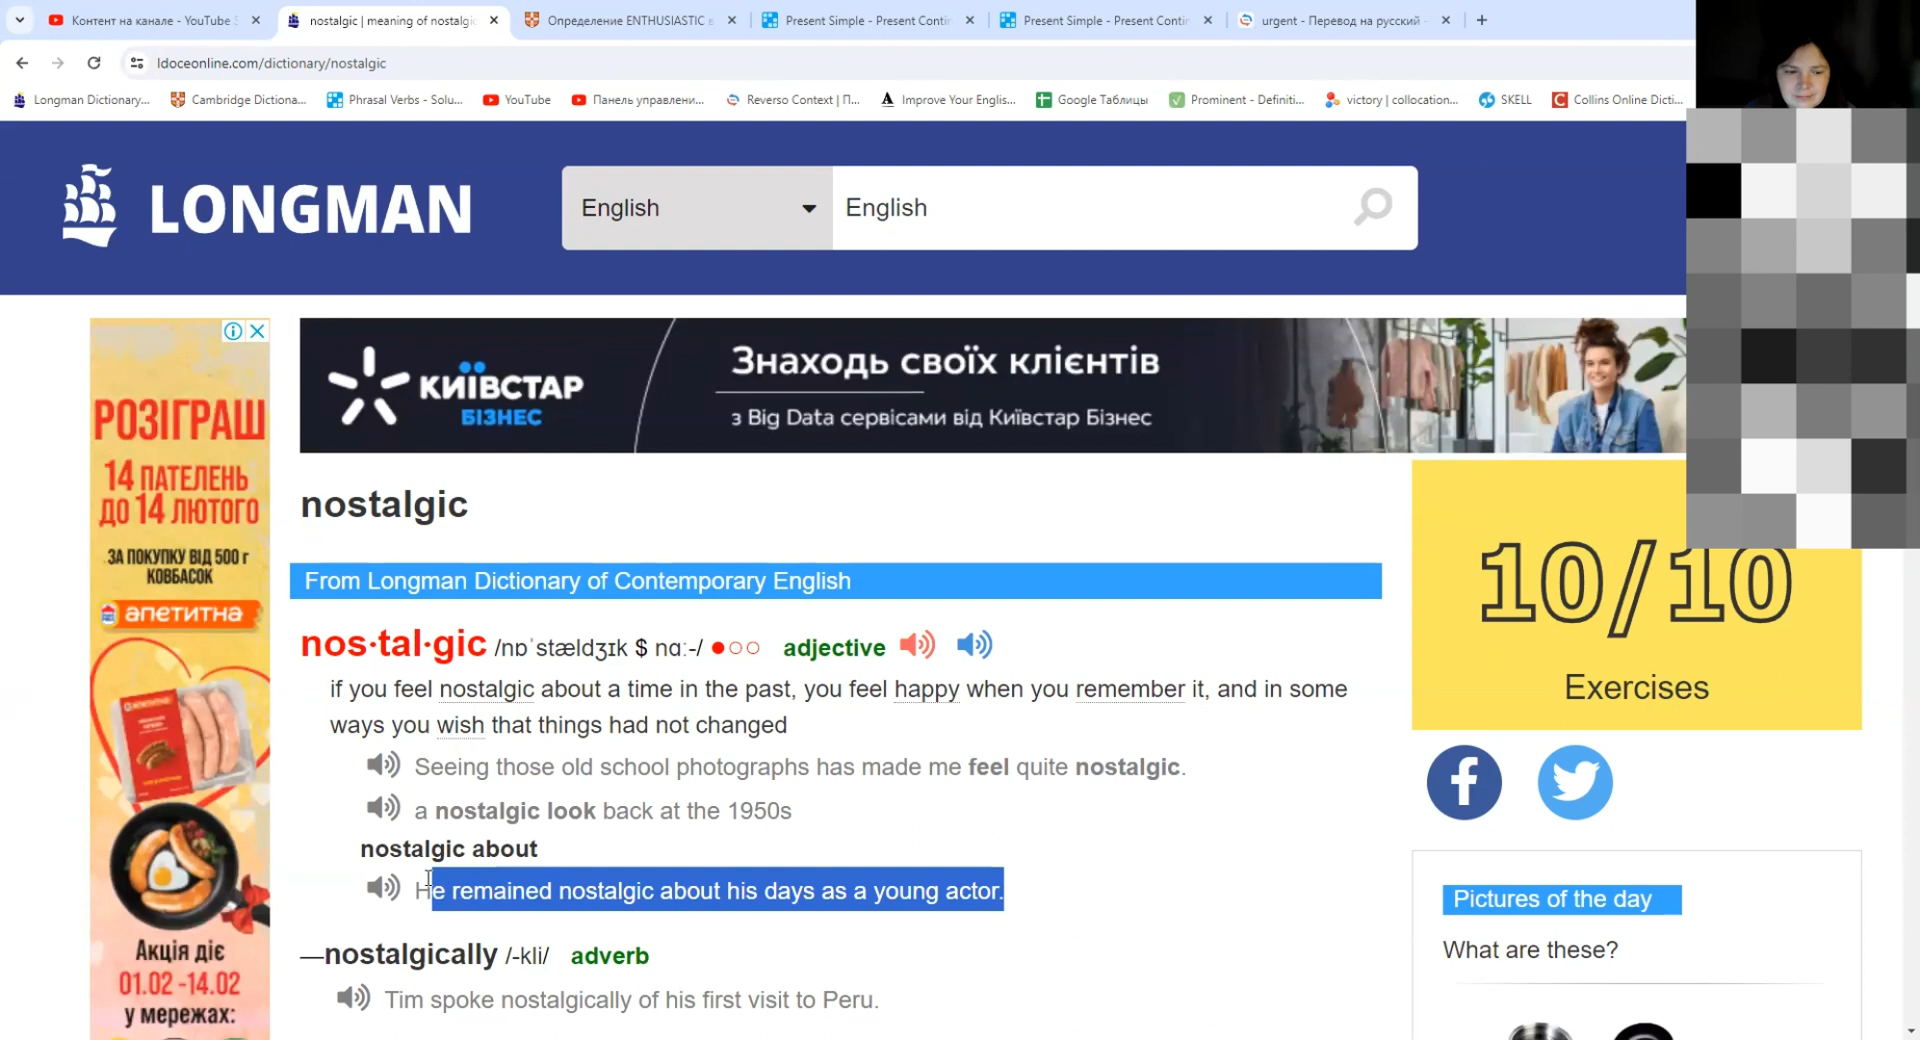 Контент на канале - YouTube S
nostalgic | meaning of nostalgic
Определение ENTHUSIASTIC в
Present Simple - Present Contin
Present Simple - Present Contin
urgent - Перевод на русский -
ldoceonline.com/dictionary/nostalgic
Longman Dictionary...
Cambridge Dictiona...
Phrasal Verbs - Solu...
YouTube
Панель управлени...
Reverso Context | П...
Improve Your Englis...
Google Таблицы
Prominent - Definiti...
victory | collocation...
SKELL
Collins Online Dicti...
LONGMAN
English
English
РОЗІГРАШ
14 ПАТЕЛЕНЬ
ДО 14 ЛЮТОГО
ЗА ПОКУПКУ ВІД 500 г
КОВБАСОК
апетитна
Акція діє
01.02 -14.02
у мережах:
КИЇВСТАР
БІЗНЕС
Знаходь своїх клієнтів
з Big Data сервісами від Київстар Бізнес
nostalgic
From Longman Dictionary of Contemporary English
nos·tal·gic /nɒˈstældʒɪk $ nɑː-/ ●○○ adjective
if you feel nostalgic about a time in the past, you feel happy when you remember it, and in some
ways you wish that things had not changed
Seeing those old school photographs has made me feel quite nostalgic.
a nostalgic look back at the 1950s
nostalgic about
He remained nostalgic about his days as a young actor.
—nostalgically /-kli/ adverb
Tim spoke nostalgically of his first visit to Peru.
10/10
Exercises
Pictures of the day
What are these?